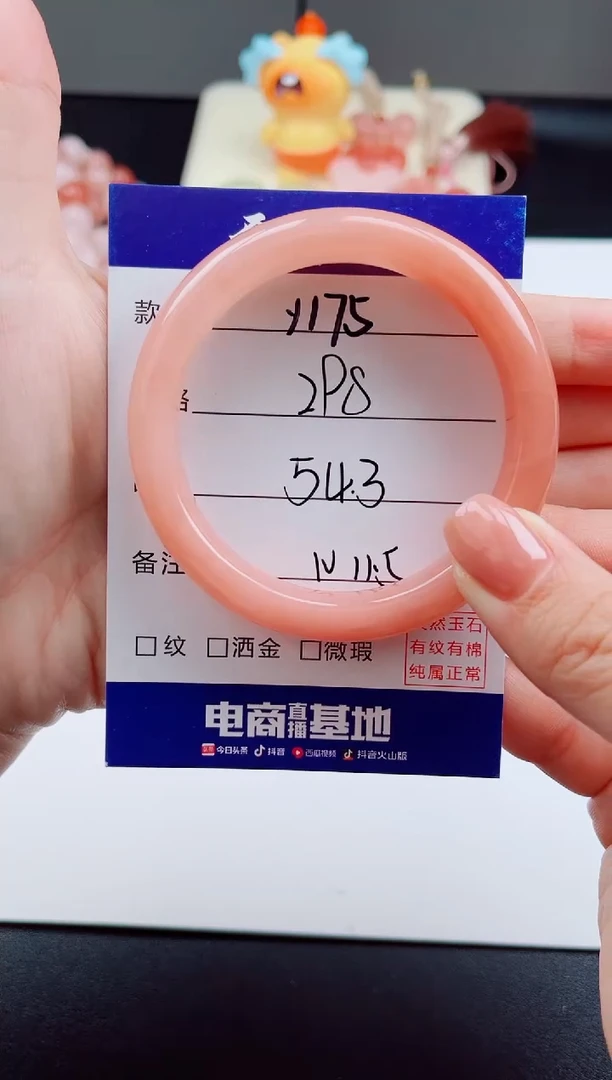 款
y175
2P8
54.3
备注
11.5
□纹 □洒金 □微瑕
然玉石
有纹有棉
纯属正常
电商直播基地
今日头条 抖音 西瓜视频 抖音火山版